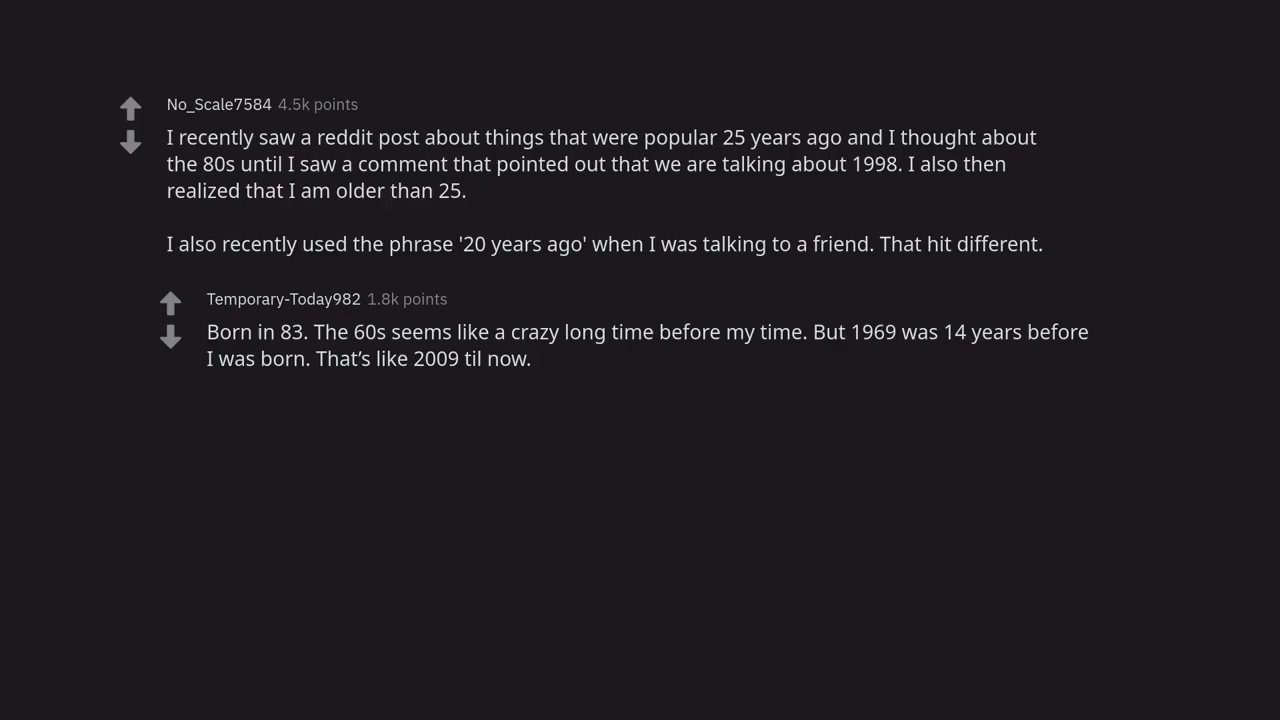 No_Scale7584 4.5k points
I recently saw a reddit post about things that were popular 25 years ago and I thought about
the 80s until I saw a comment that pointed out that we are talking about 1998. I also then
realized that I am older than 25.
I also recently used the phrase '20 years ago' when I was talking to a friend. That hit different.
Temporary-Today982 1.8k points
Born in 83. The 60s seems like a crazy long time before my time. But 1969 was 14 years before
I was born. That’s like 2009 til now.